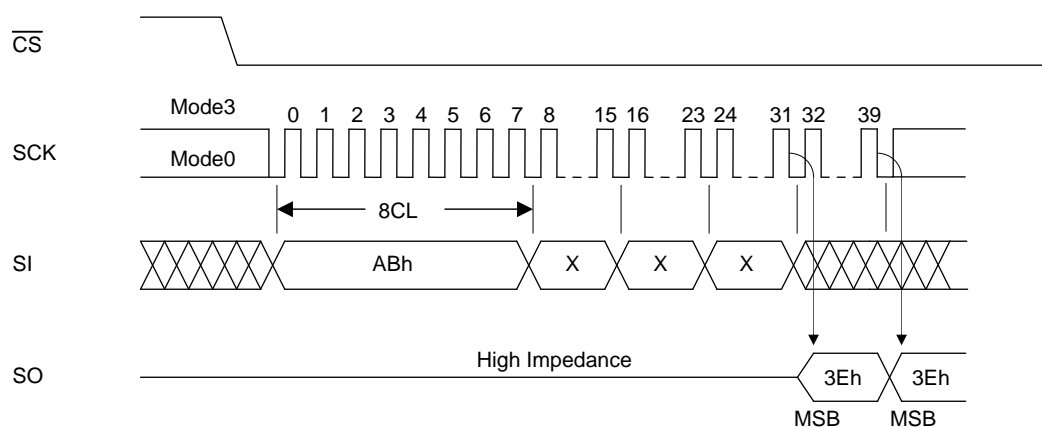 CS
Mode3
0 1 2 3 4 5 6 7 8 15 16 23 24 31 32 39
SCK
Mode0
8CL
SI
ABh X X X
High Impedance
SO
3Eh 3Eh
MSB MSB